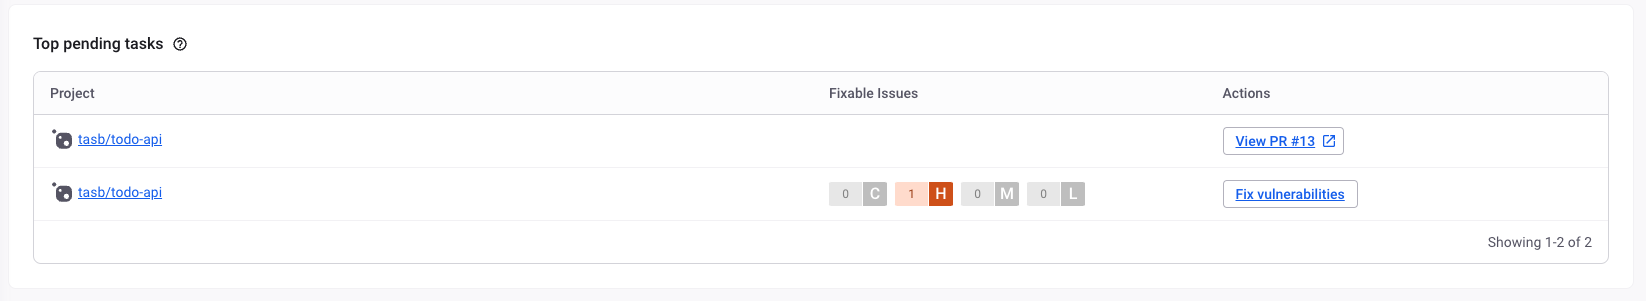 Top pending tasks
Project Fixable Issues Actions
tasb/todo-api View PR #13
tasb/todo-api 0 C 1 H 0 M 0 L Fix vulnerabilities
Showing 1-2 of 2